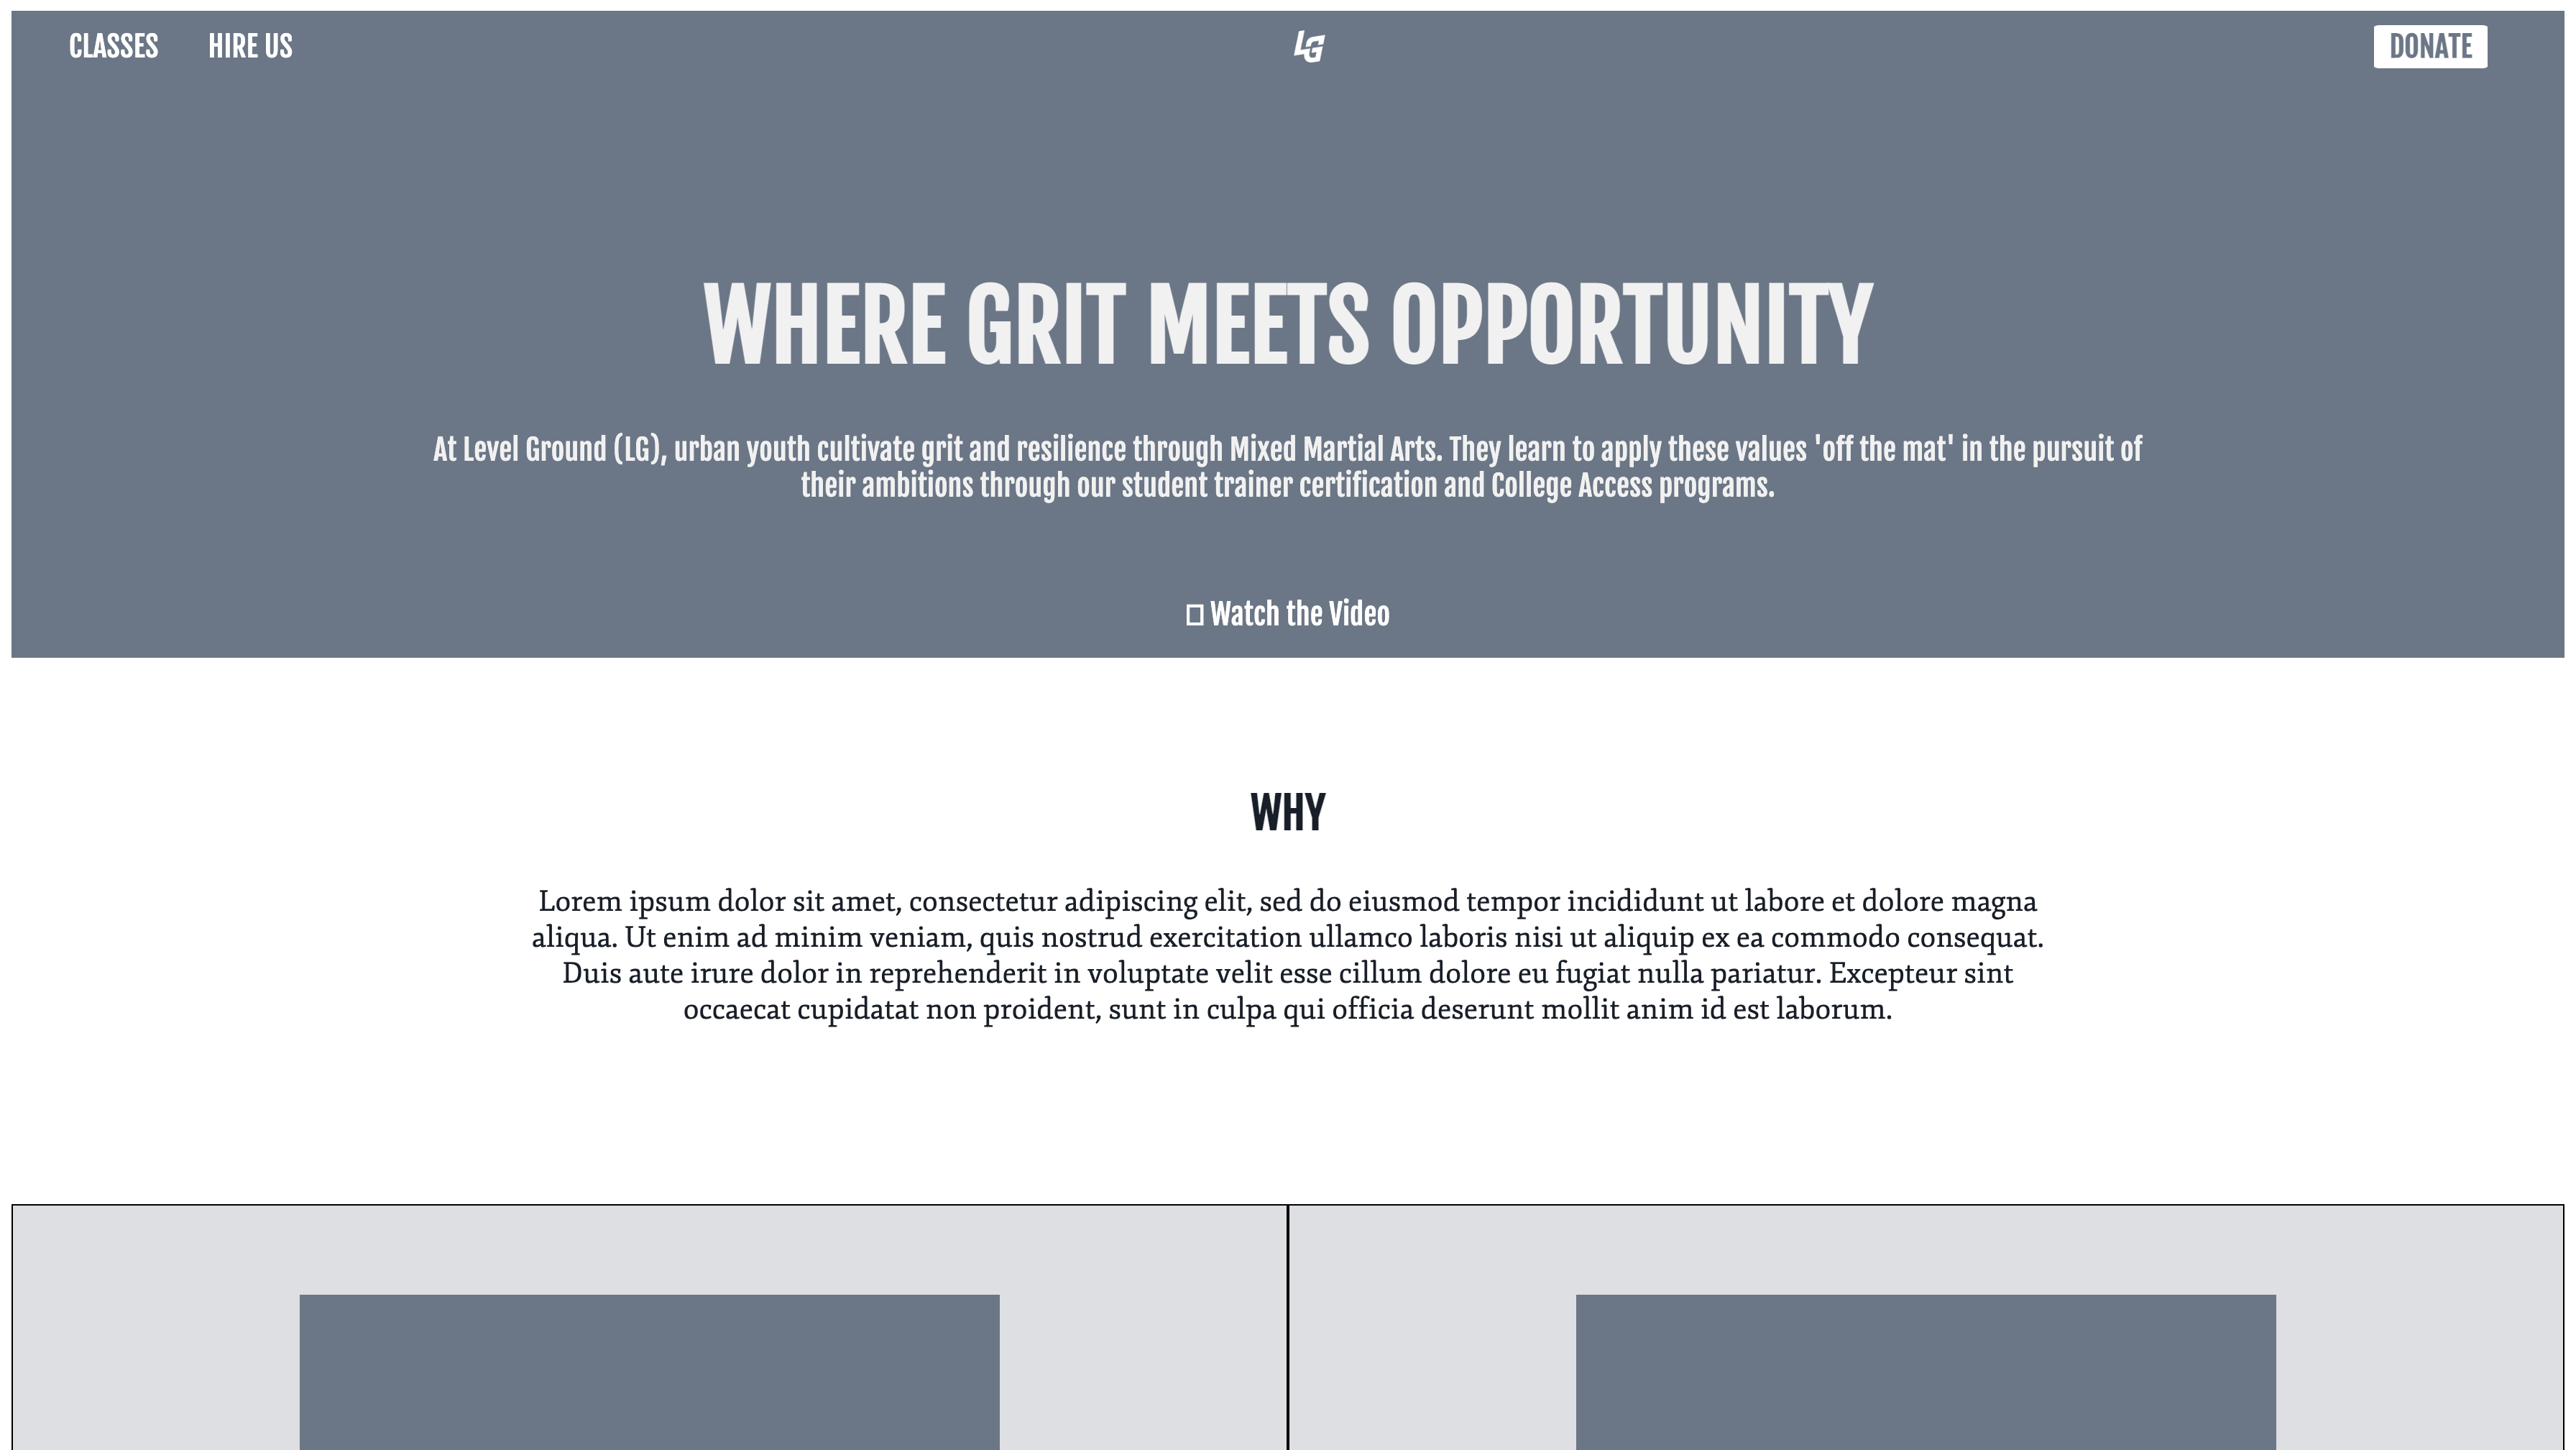 CLASSES HIRE US LG DONATE
WHERE GRIT MEETS OPPORTUNITY
At Level Ground (LG), urban youth cultivate grit and resilience through Mixed Martial Arts. They learn to apply these values 'off the mat' in the pursuit of
their ambitions through our student trainer certification and College Access programs.
Watch the Video
WHY
Lorem ipsum dolor sit amet, consectetur adipiscing elit, sed do eiusmod tempor incididunt ut labore et dolore magna
aliqua. Ut enim ad minim veniam, quis nostrud exercitation ullamco laboris nisi ut aliquip ex ea commodo consequat.
Duis aute irure dolor in reprehenderit in voluptate velit esse cillum dolore eu fugiat nulla pariatur. Excepteur sint
occaecat cupidatat non proident, sunt in culpa qui officia deserunt mollit anim id est laborum.